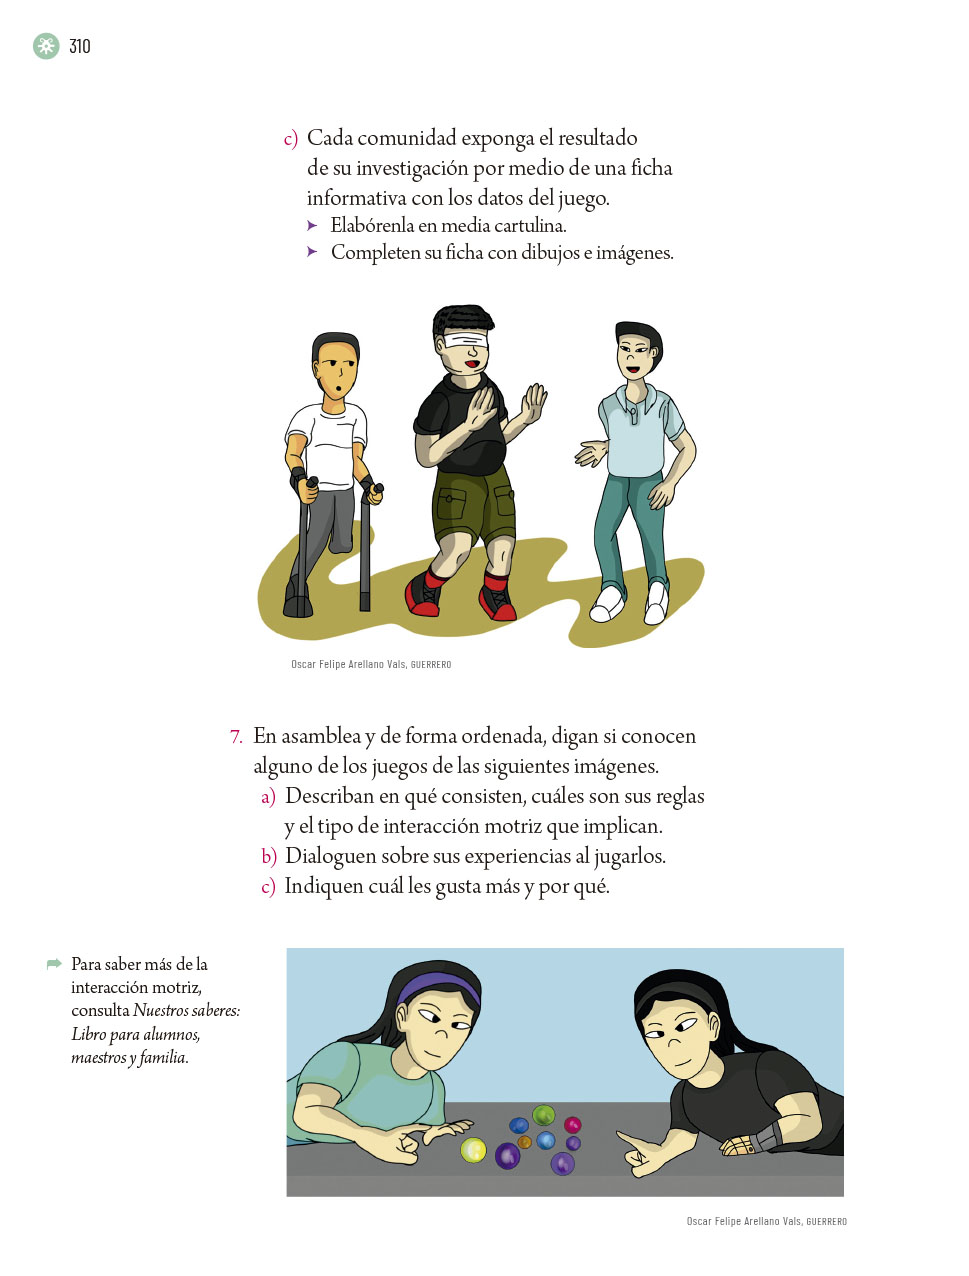 310
c) Cada comunidad exponga el resultado
de su investigación por medio de una ficha
informativa con los datos del juego.
➤ Elabórenla en media cartulina.
➤ Completen su ficha con dibujos e imágenes.
Oscar Felipe Arellano Vals, GUERRERO
7. En asamblea y de forma ordenada, digan si conocen
alguno de los juegos de las siguientes imágenes.
a) Describan en qué consisten, cuáles son sus reglas
y el tipo de interacción motriz que implican.
b) Dialoguen sobre sus experiencias al jugarlos.
c) Indiquen cuál les gusta más y por qué.
Para saber más de la
interacción motriz,
consulta Nuestros saberes:
Libro para alumnos,
maestros y familia.
Oscar Felipe Arellano Vals, GUERRERO